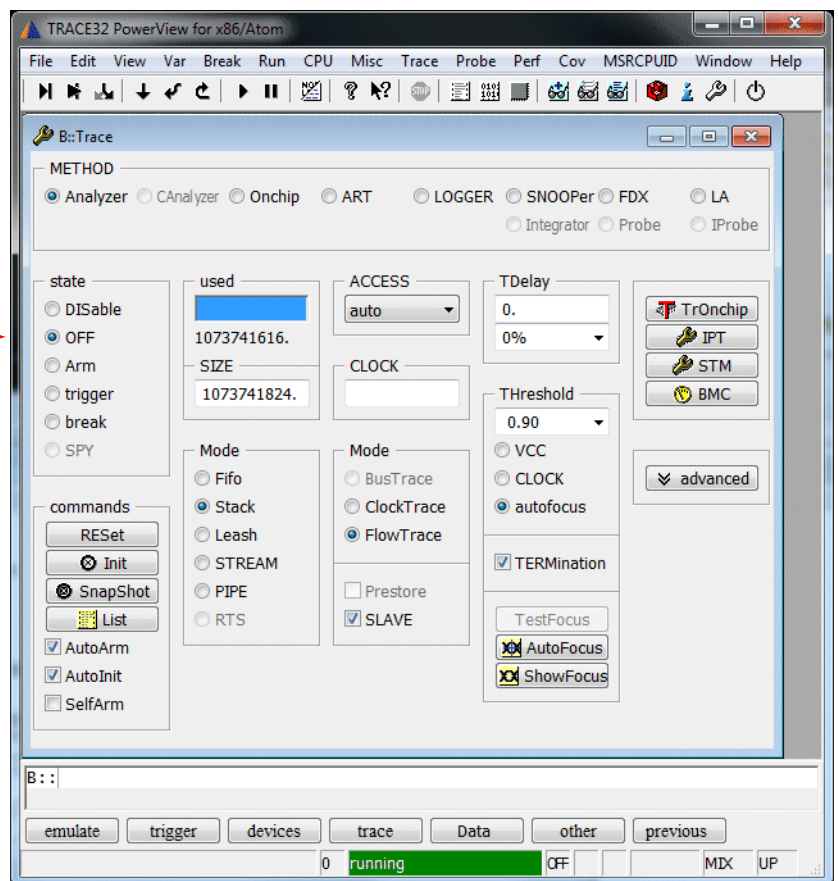 TRACE32 PowerView for x86/Atom
File Edit View Var Break Run CPU Misc Trace Probe Perf Cov MSRCPUID Window Help
B::Trace
METHOD
Analyzer CAnalyzer Onchip ART LOGGER SNOOPer FDX LA
Integrator Probe IProbe
state
DISable
OFF
Arm
trigger
break
SPY
commands
RESet
Init
SnapShot
List
AutoArm
AutoInit
SelfArm
used
1073741616.
SIZE
1073741824.
Mode
Fifo
Stack
Leash
STREAM
PIPE
RTS
ACCESS
auto
CLOCK
Mode
BusTrace
ClockTrace
FlowTrace
Prestore
SLAVE
TDelay
0.
0%
THreshold
0.90
VCC
CLOCK
autofocus
TERMination
TestFocus
AutoFocus
ShowFocus
TrOnchip
IPT
STM
BMC
advanced
B::
emulate trigger devices trace Data other previous
0 running OFF MIX UP